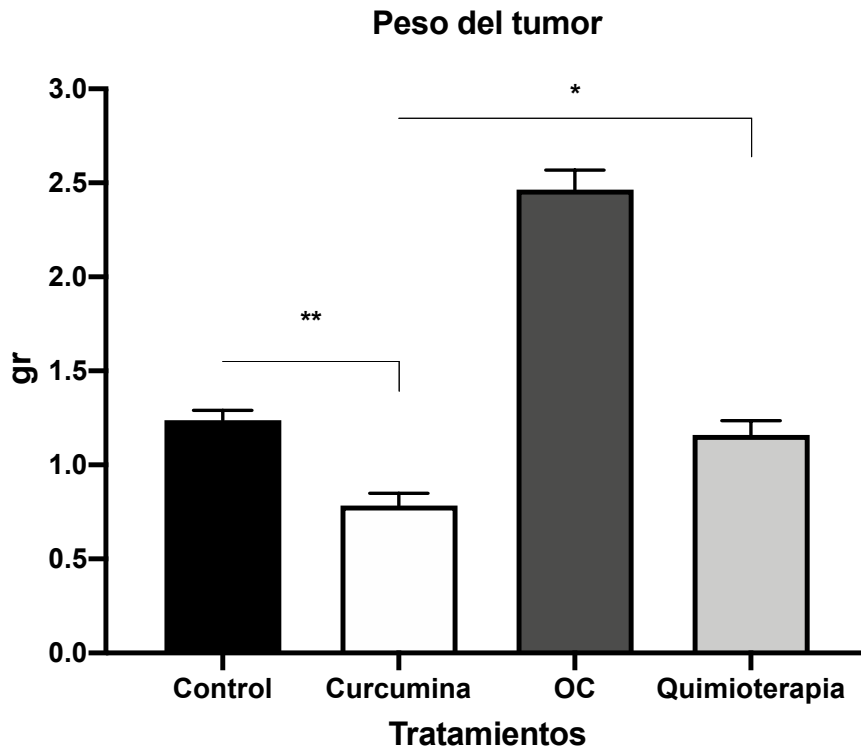 Peso del tumor
3.0
*
2.5
2.0
**
1.5
gr
1.0
0.5
0.0
Control Curcumina OC Quimioterapia
Tratamientos